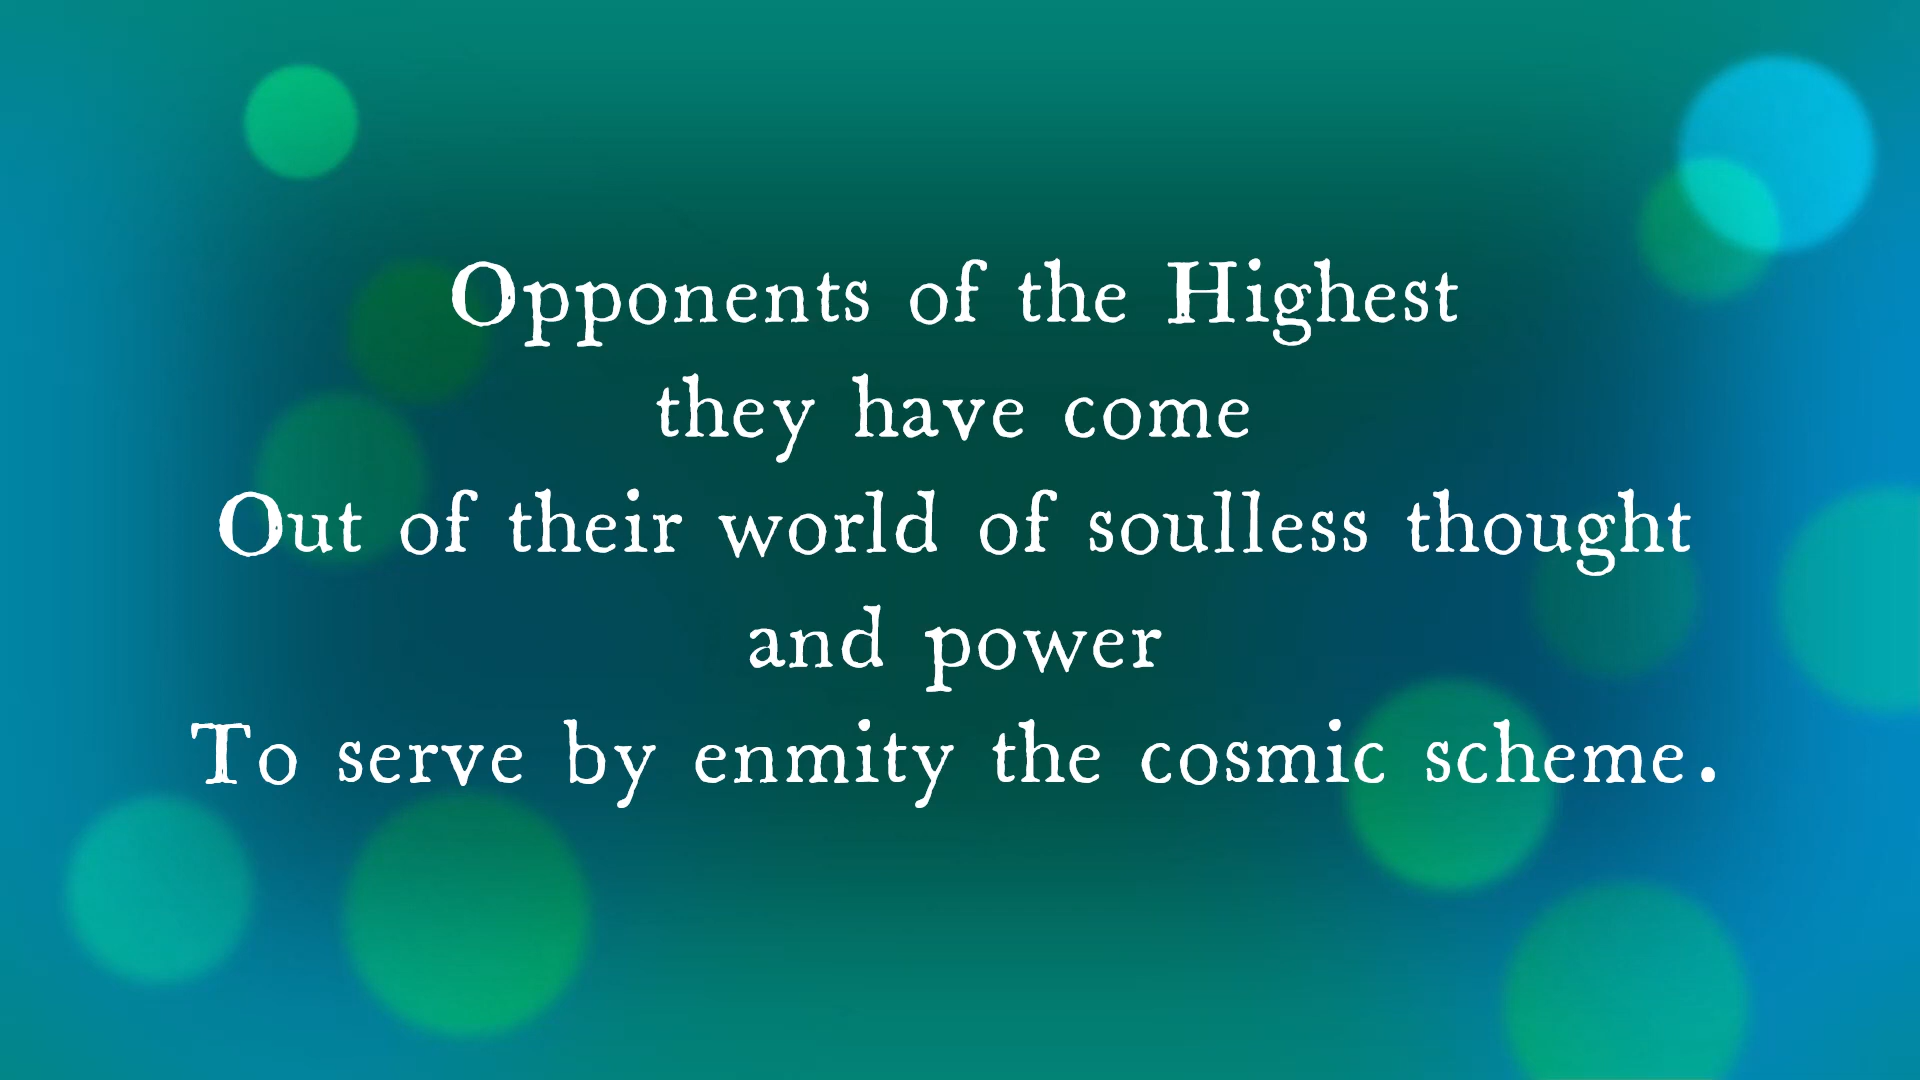 Opponents of the Highest
they have come
Out of their world of soulless thought
and power
To serve by enmity the cosmic scheme.